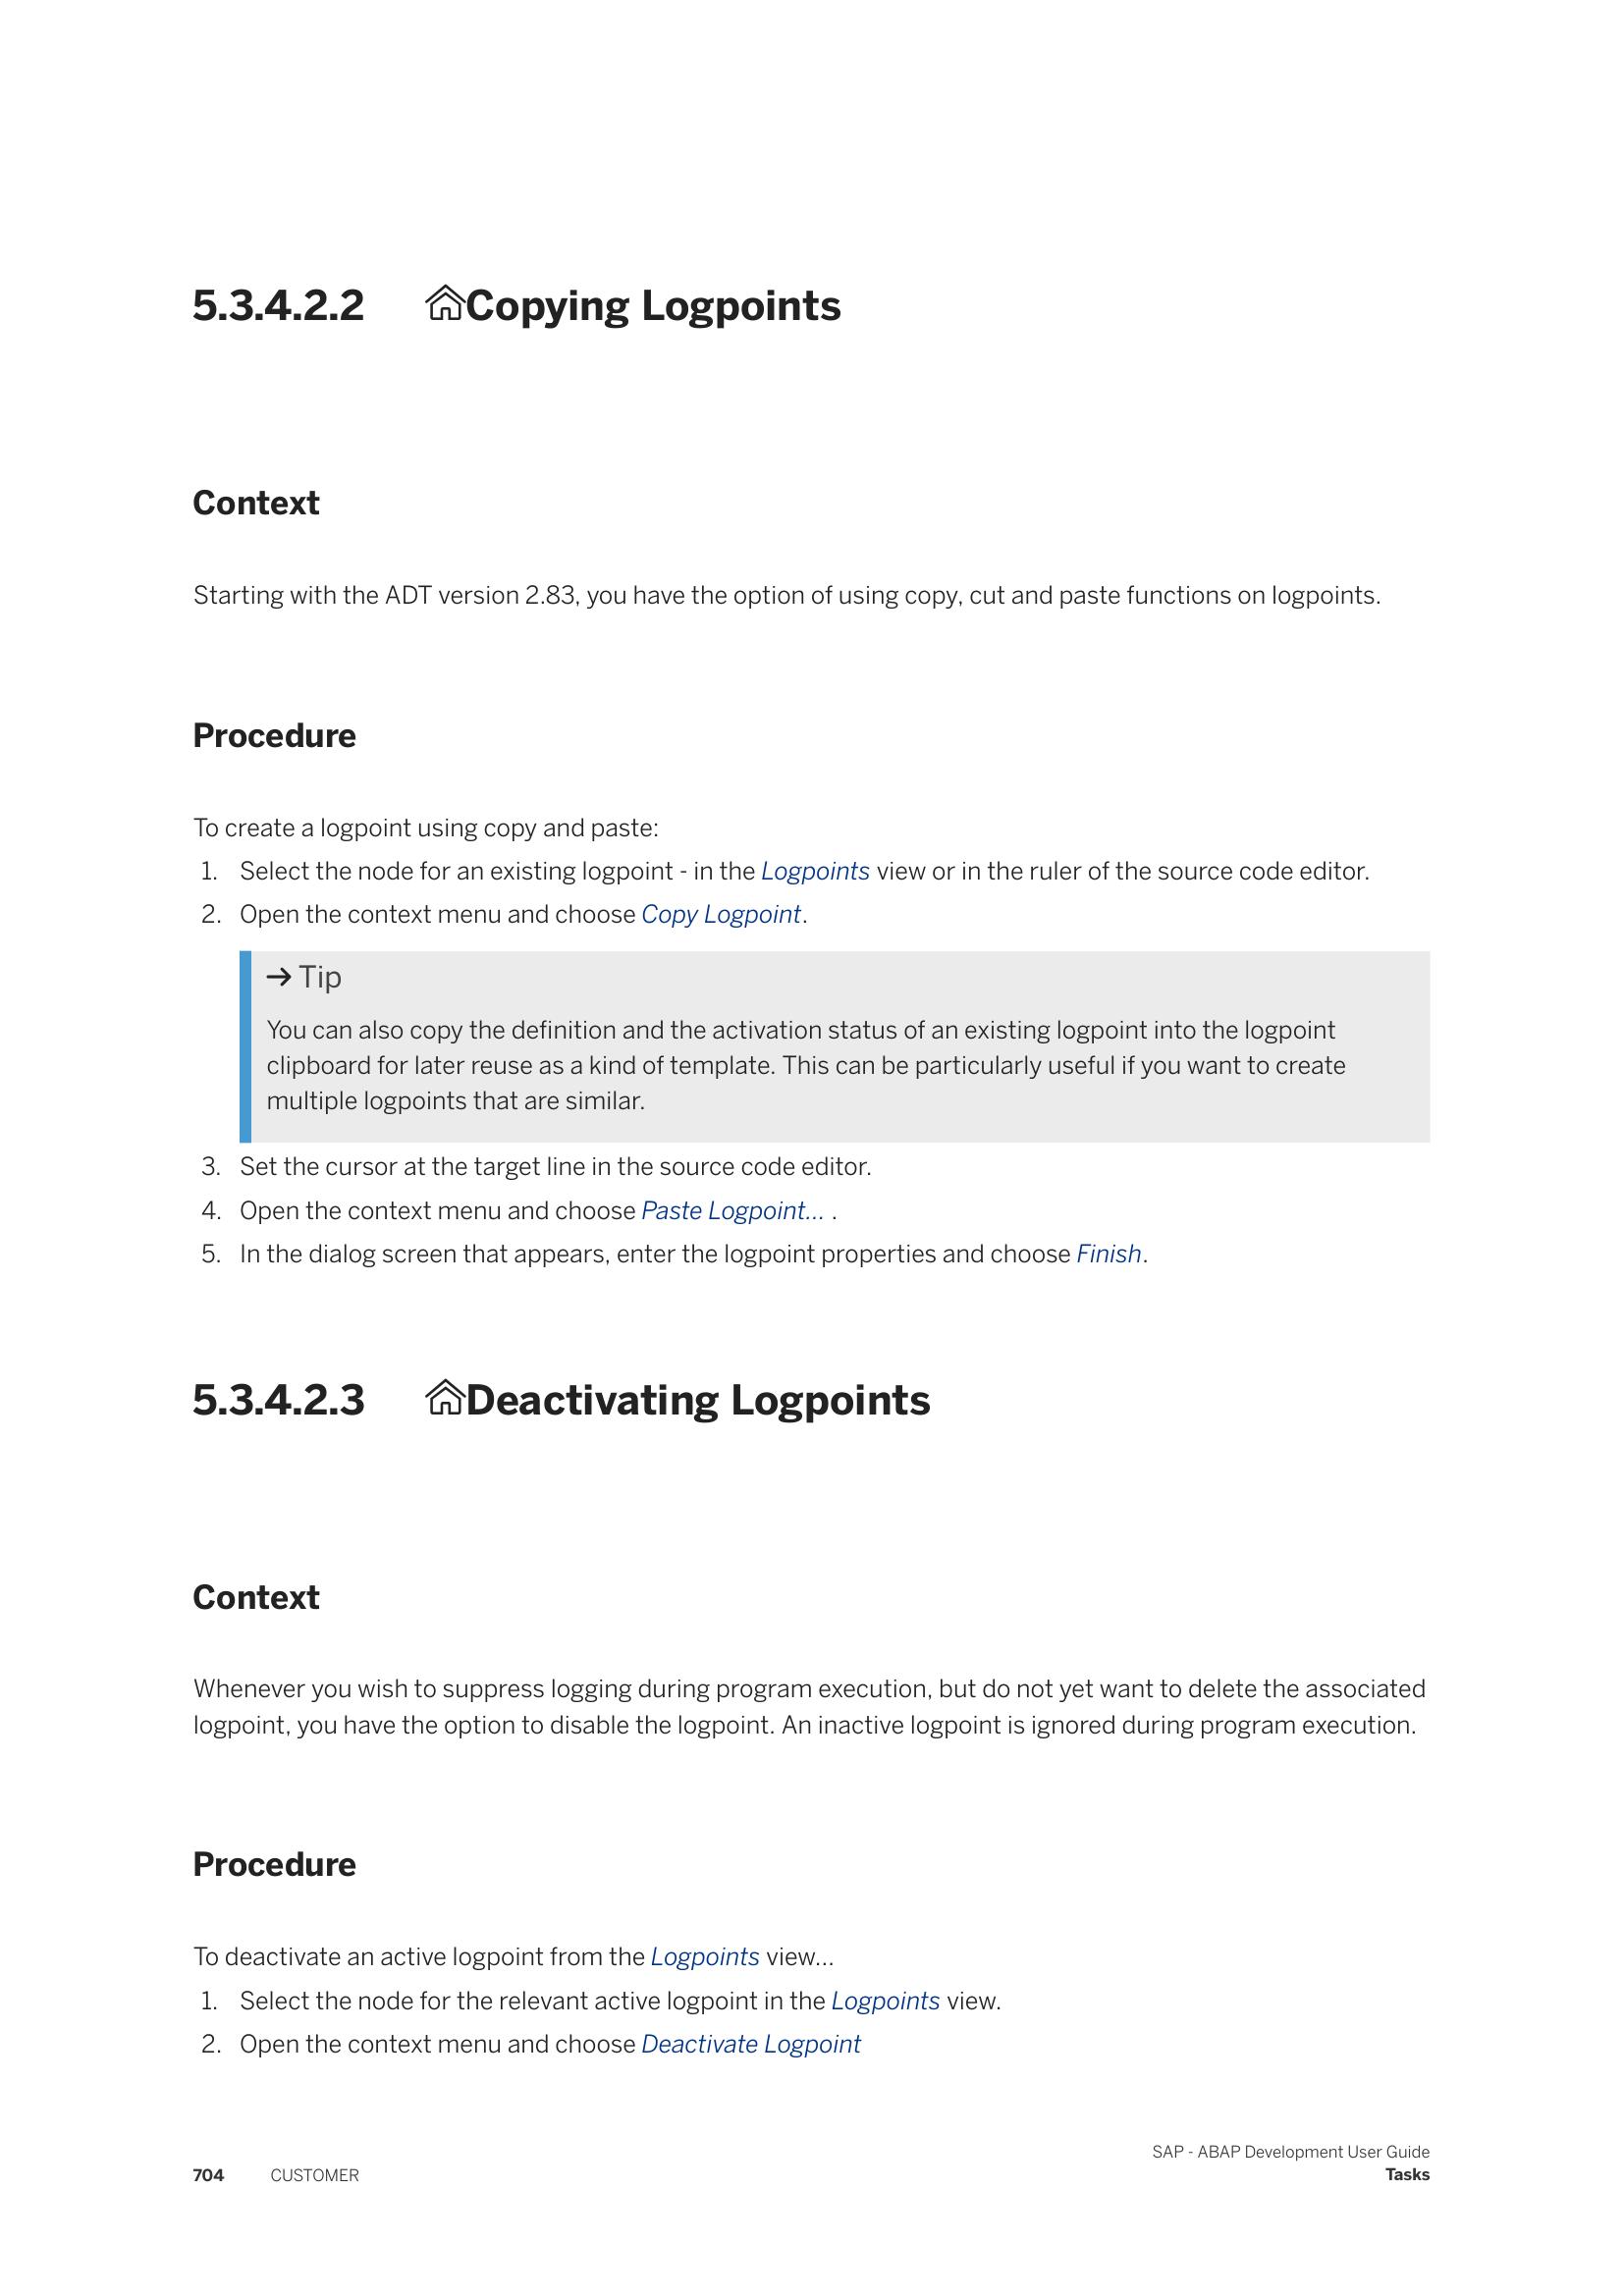 5.3.4.2.2 Copying Logpoints
Context
Starting with the ADT version 2.83, you have the option of using copy, cut and paste functions on logpoints.
Procedure
To create a logpoint using copy and paste:
1. Select the node for an existing logpoint - in the Logpoints view or in the ruler of the source code editor.
2. Open the context menu and choose Copy Logpoint.
→ Tip
You can also copy the definition and the activation status of an existing logpoint into the logpoint
clipboard for later reuse as a kind of template. This can be particularly useful if you want to create
multiple logpoints that are similar.
3. Set the cursor at the target line in the source code editor.
4. Open the context menu and choose Paste Logpoint... .
5. In the dialog screen that appears, enter the logpoint properties and choose Finish.
5.3.4.2.3 Deactivating Logpoints
Context
Whenever you wish to suppress logging during program execution, but do not yet want to delete the associated
logpoint, you have the option to disable the logpoint. An inactive logpoint is ignored during program execution.
Procedure
To deactivate an active logpoint from the Logpoints view...
1. Select the node for the relevant active logpoint in the Logpoints view.
2. Open the context menu and choose Deactivate Logpoint
SAP - ABAP Development User Guide
704 CUSTOMER Tasks